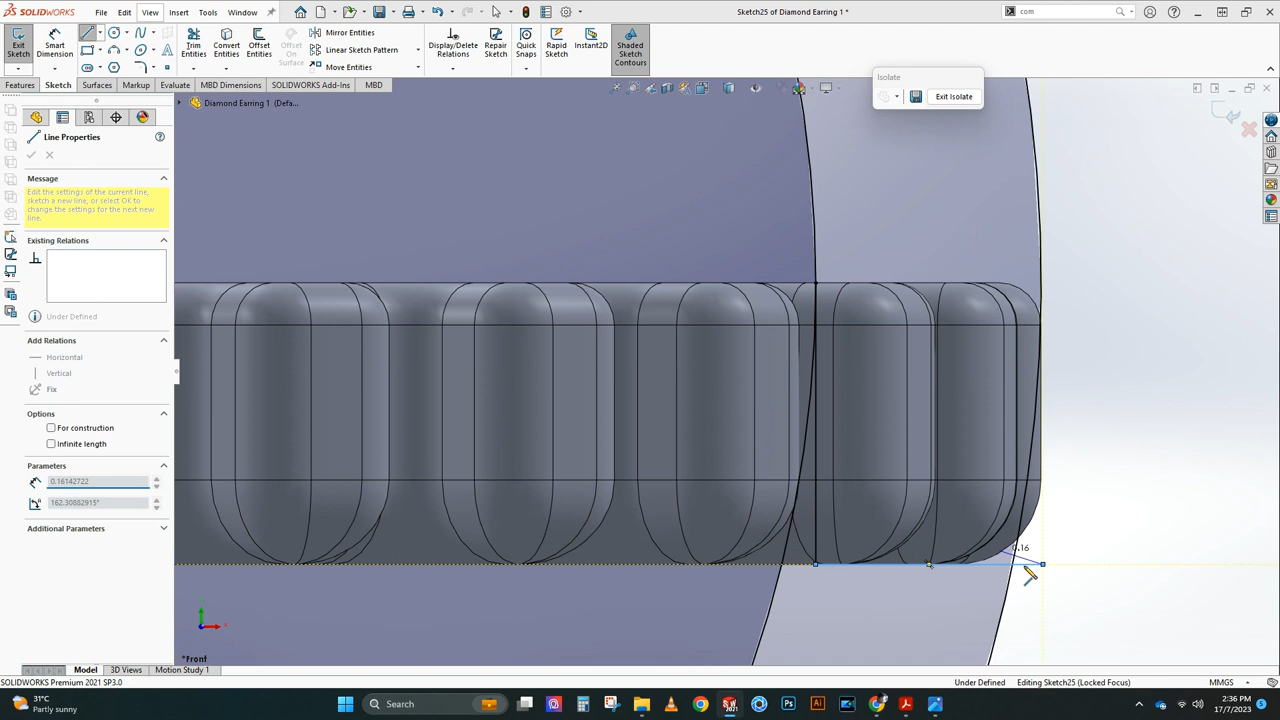 SOLIDWORKS File Edit View Insert Tools Window Sketch25 of Diamond Earring 1 * com
Exit Sketch Smart Dimension Trim Entities Convert Entities Offset Entities Offset On Surface Mirror Entities Linear Sketch Pattern Move Entities Display/Delete Relations Repair Sketch Quick Snaps Rapid Sketch Instant2D Shaded Sketch Contours
Features Sketch Surfaces Markup Evaluate MBD Dimensions SOLIDWORKS Add-Ins MBD
Isolate
Exit Isolate
Diamond Earring 1 (Defa...
Line Properties
Message
Edit the settings of the current line,
sketch a new line, or select OK to
change the settings for the next new
line.
Existing Relations
Under Defined
Add Relations
Horizontal
Vertical
Fix
Options
For construction
Infinite length
Parameters
0.16142722
162.30882915°
Additional Parameters
0.16
Y
X
*Front
Model 3D Views Motion Study 1
SOLIDWORKS Premium 2021 SP3.0 Under Defined Editing Sketch25 (Locked Focus) MMGS
31°C
Partly sunny
Search
2:36 PM
17/7/2023